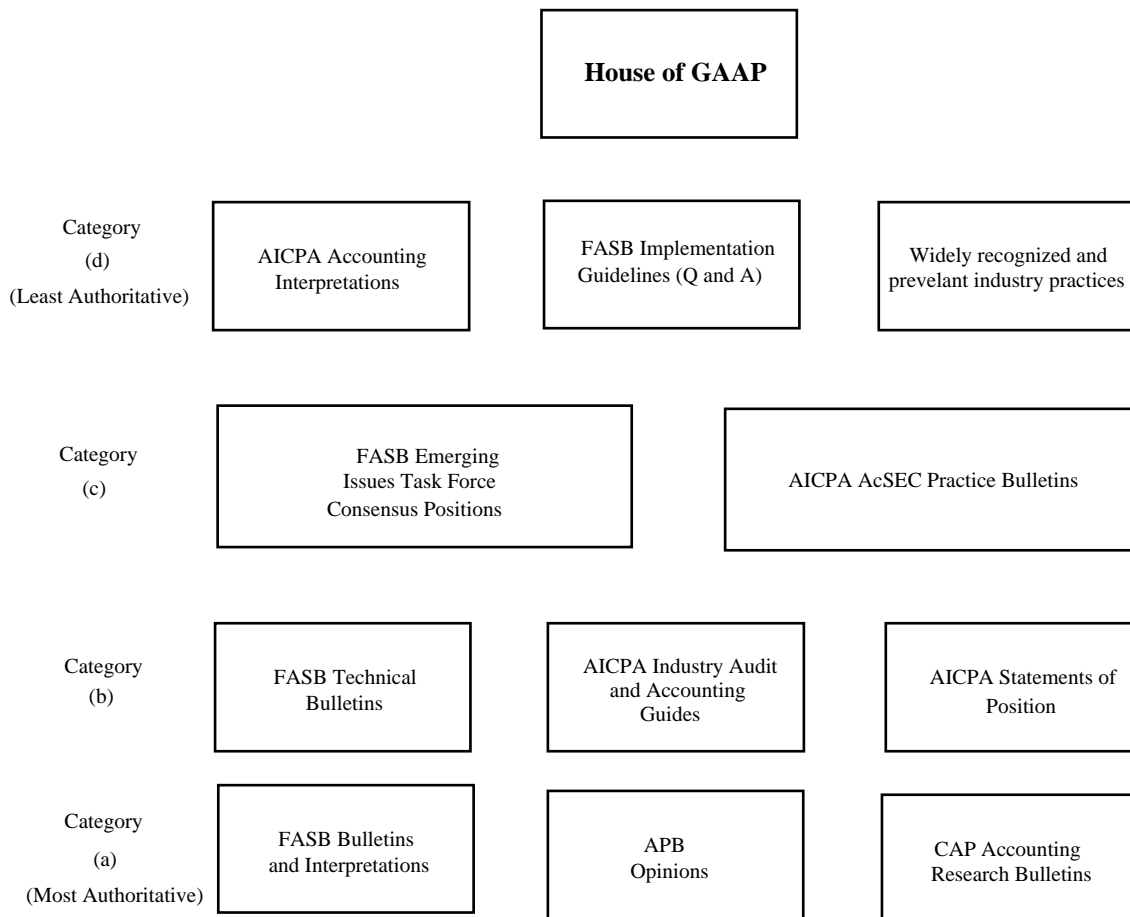 House of GAAP
Category
(d)
(Least Authoritative)
AICPA Accounting
Interpretations
FASB Implementation
Guidelines (Q and A)
Widely recognized and
prevelant industry practices
Category
(c)
FASB Emerging
Issues Task Force
Consensus Positions
AICPA AcSEC Practice Bulletins
Category
(b)
FASB Technical
Bulletins
AICPA Industry Audit
and Accounting
Guides
AICPA Statements of
Position
Category
(a)
(Most Authoritative)
FASB Bulletins
and Interpretations
APB
Opinions
CAP Accounting
Research Bulletins